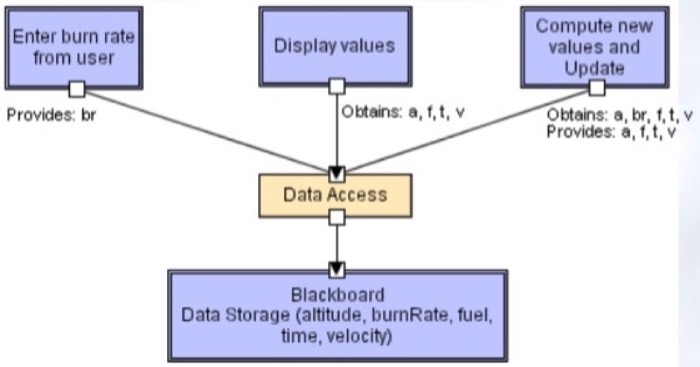 Enter burn rate
from user
Display values
Compute new
values and
Update
Provides: br
Obtains: a, f, t, v
Obtains: a, br, f, t, v
Provides: a, f, t, v
Data Access
Blackboard
Data Storage (altitude, burnRate, fuel,
time, velocity)